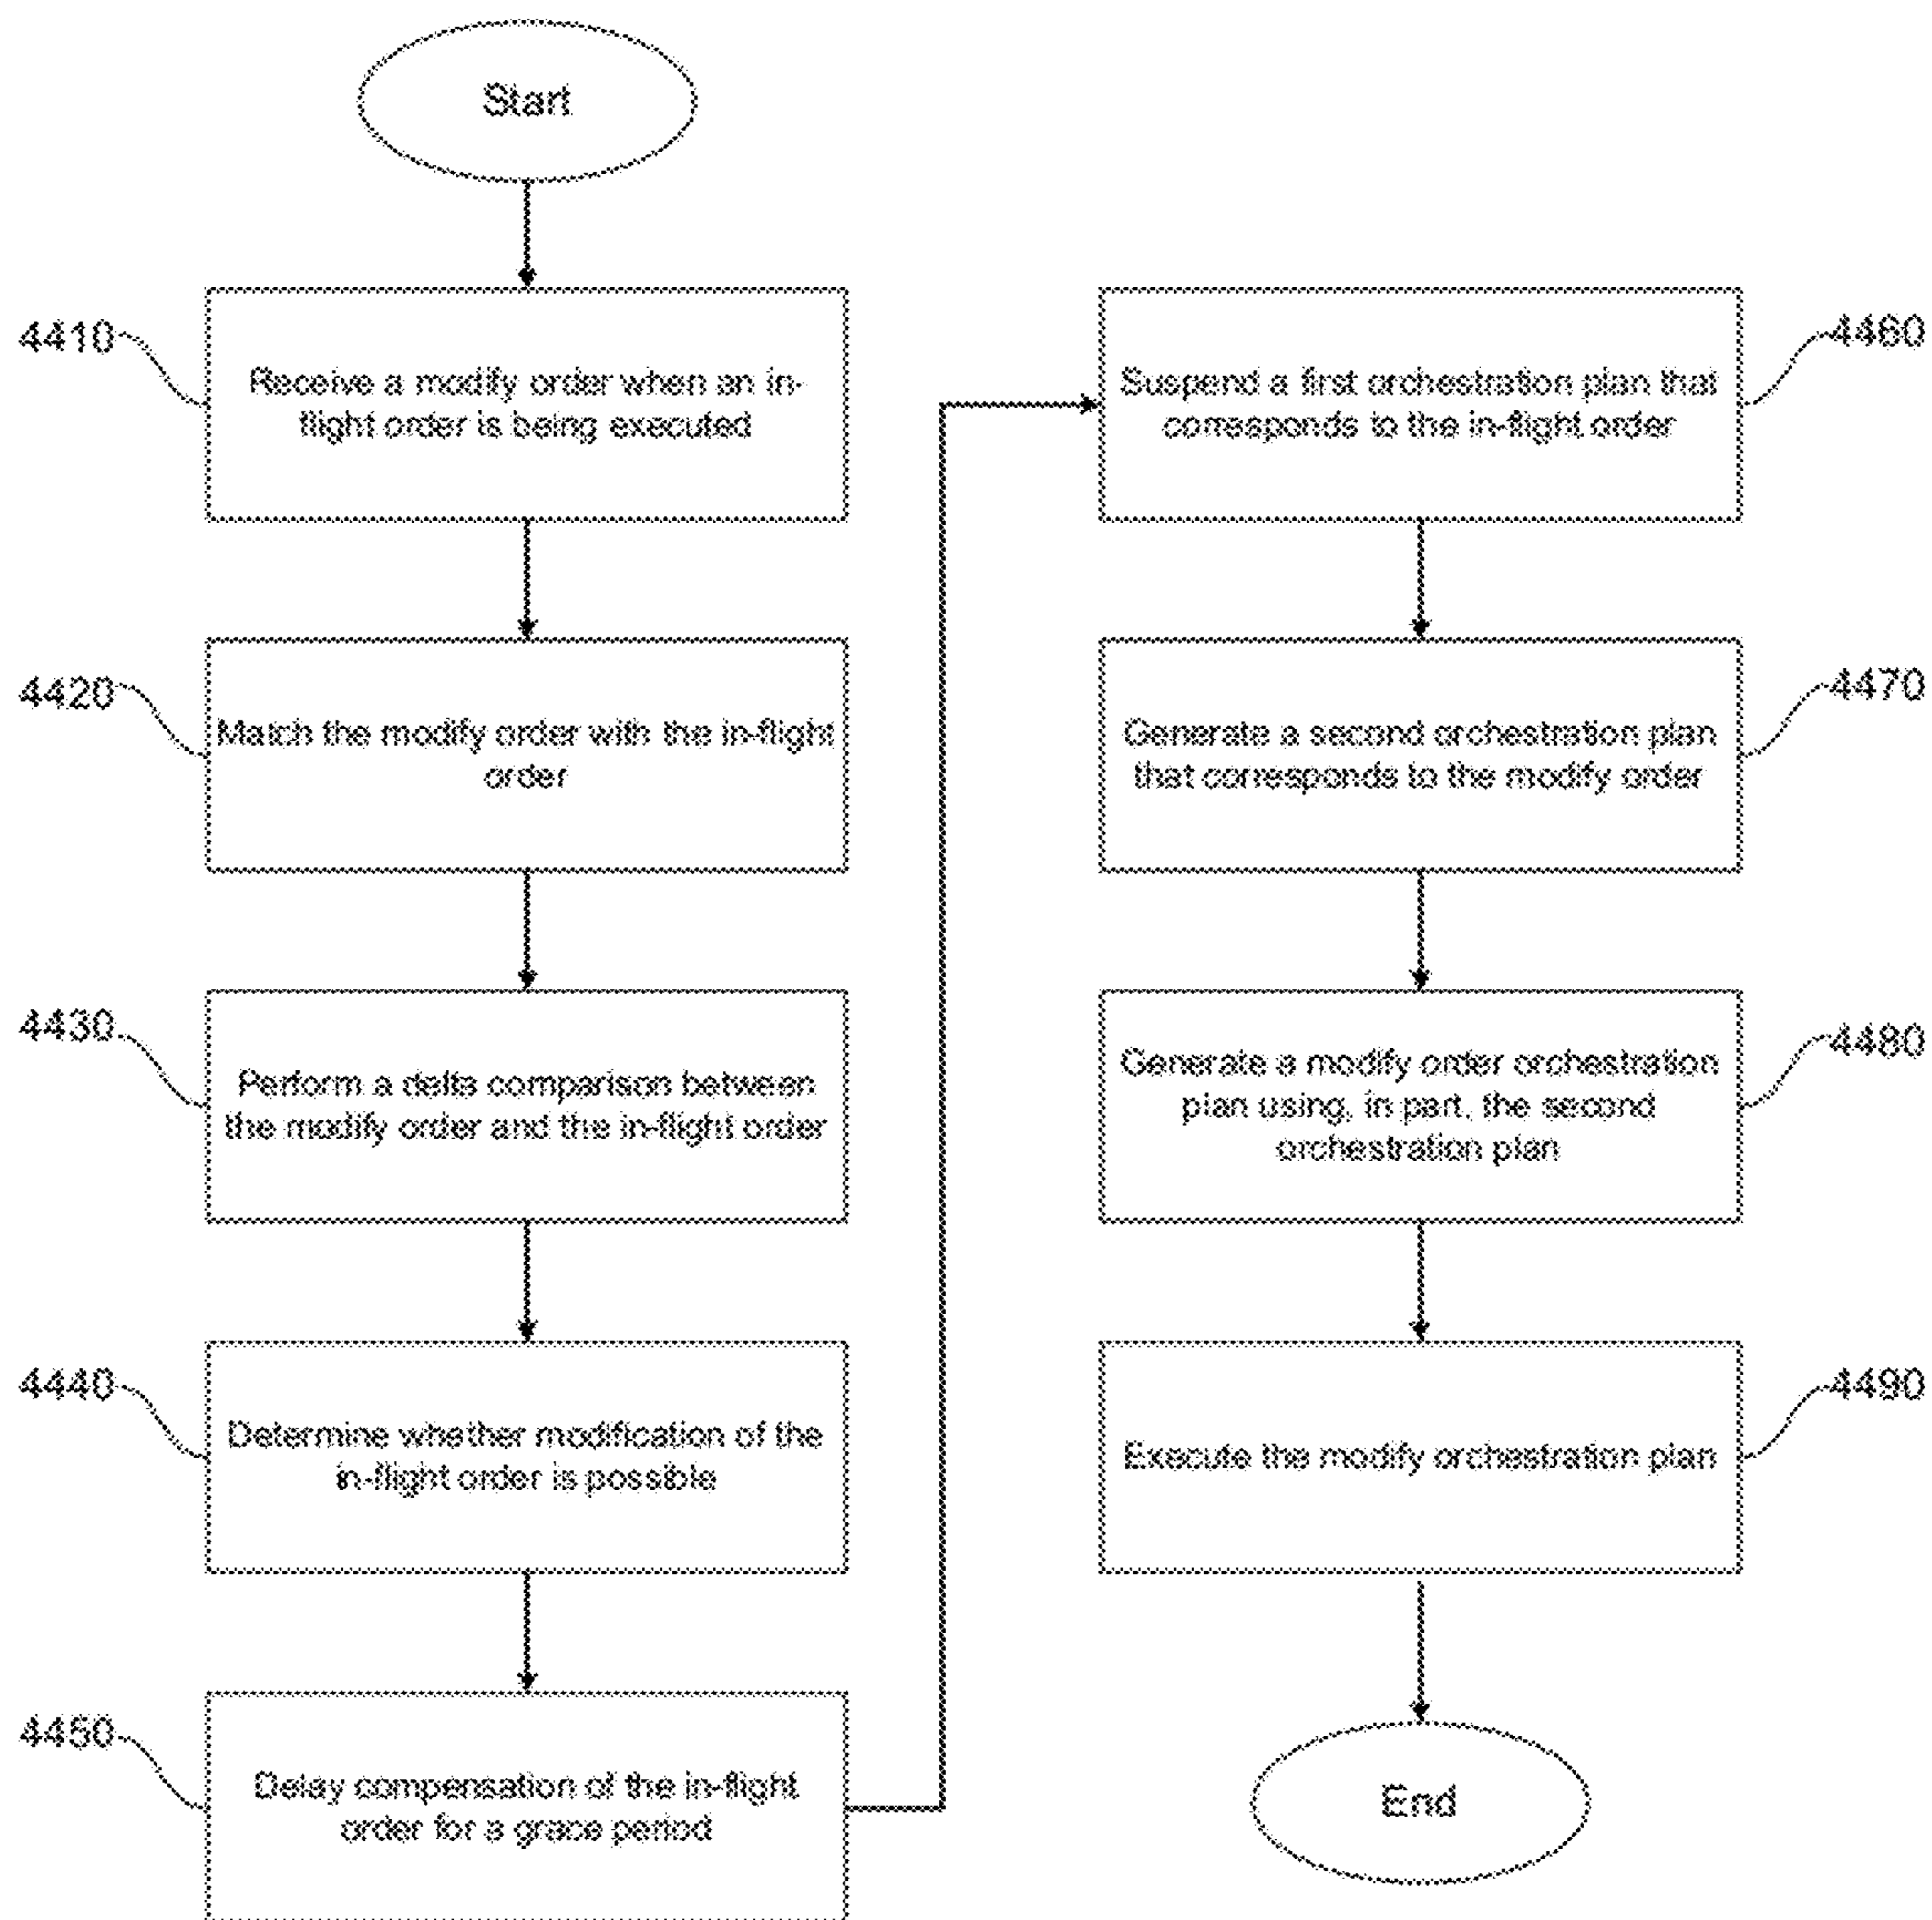 Start
4410
Receive a modify order when an in-
flight order is being executed
4420
Match the modify order with the in-flight
order
4430
Perform a delta comparison between
the modify order and the in-flight order
4440
Determine whether modification of the
in-flight order is possible
4450
Delay compensation of the in-flight
order for a grace period
4460
Suspend a first orchestration plan that
corresponds to the in-flight order
4470
Generate a second orchestration plan
that corresponds to the modify order
4480
Generate a modify order orchestration
plan using, in part, the second
orchestration plan
4490
Execute the modify orchestration plan
End